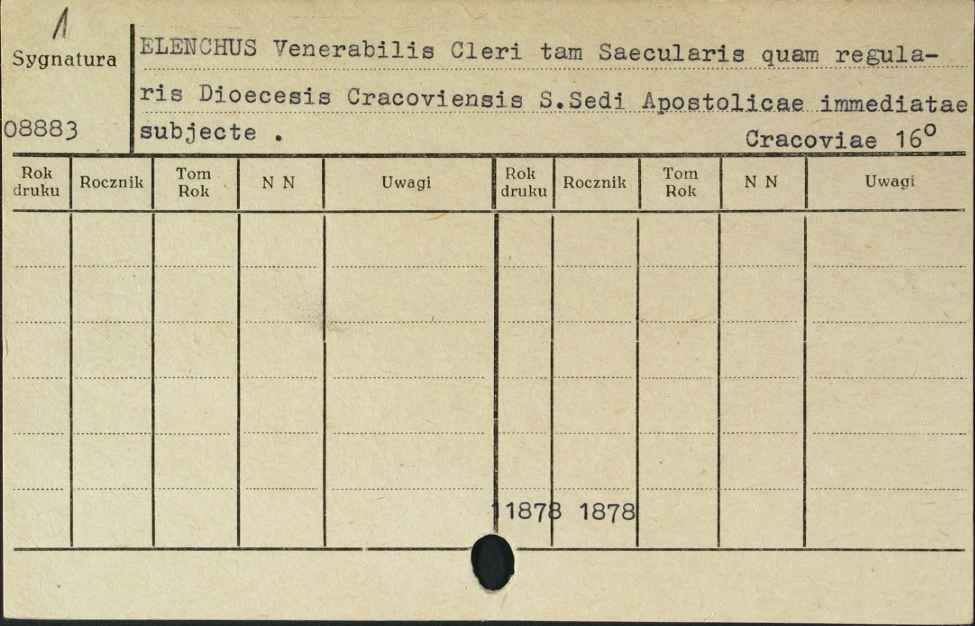 1
Sygnatura
ELENCHUS Venerabilis Cleri tam Saecularis quam regula-
ris Dioecesis Cracoviensis S.Sedi Apostolicae immediatae
08883 subjecte .
Cracoviae 16⁰
Rok druku Rocznik Tom Rok N N Uwagi Rok druku Rocznik Tom Rok N N Uwagi
11878 1878